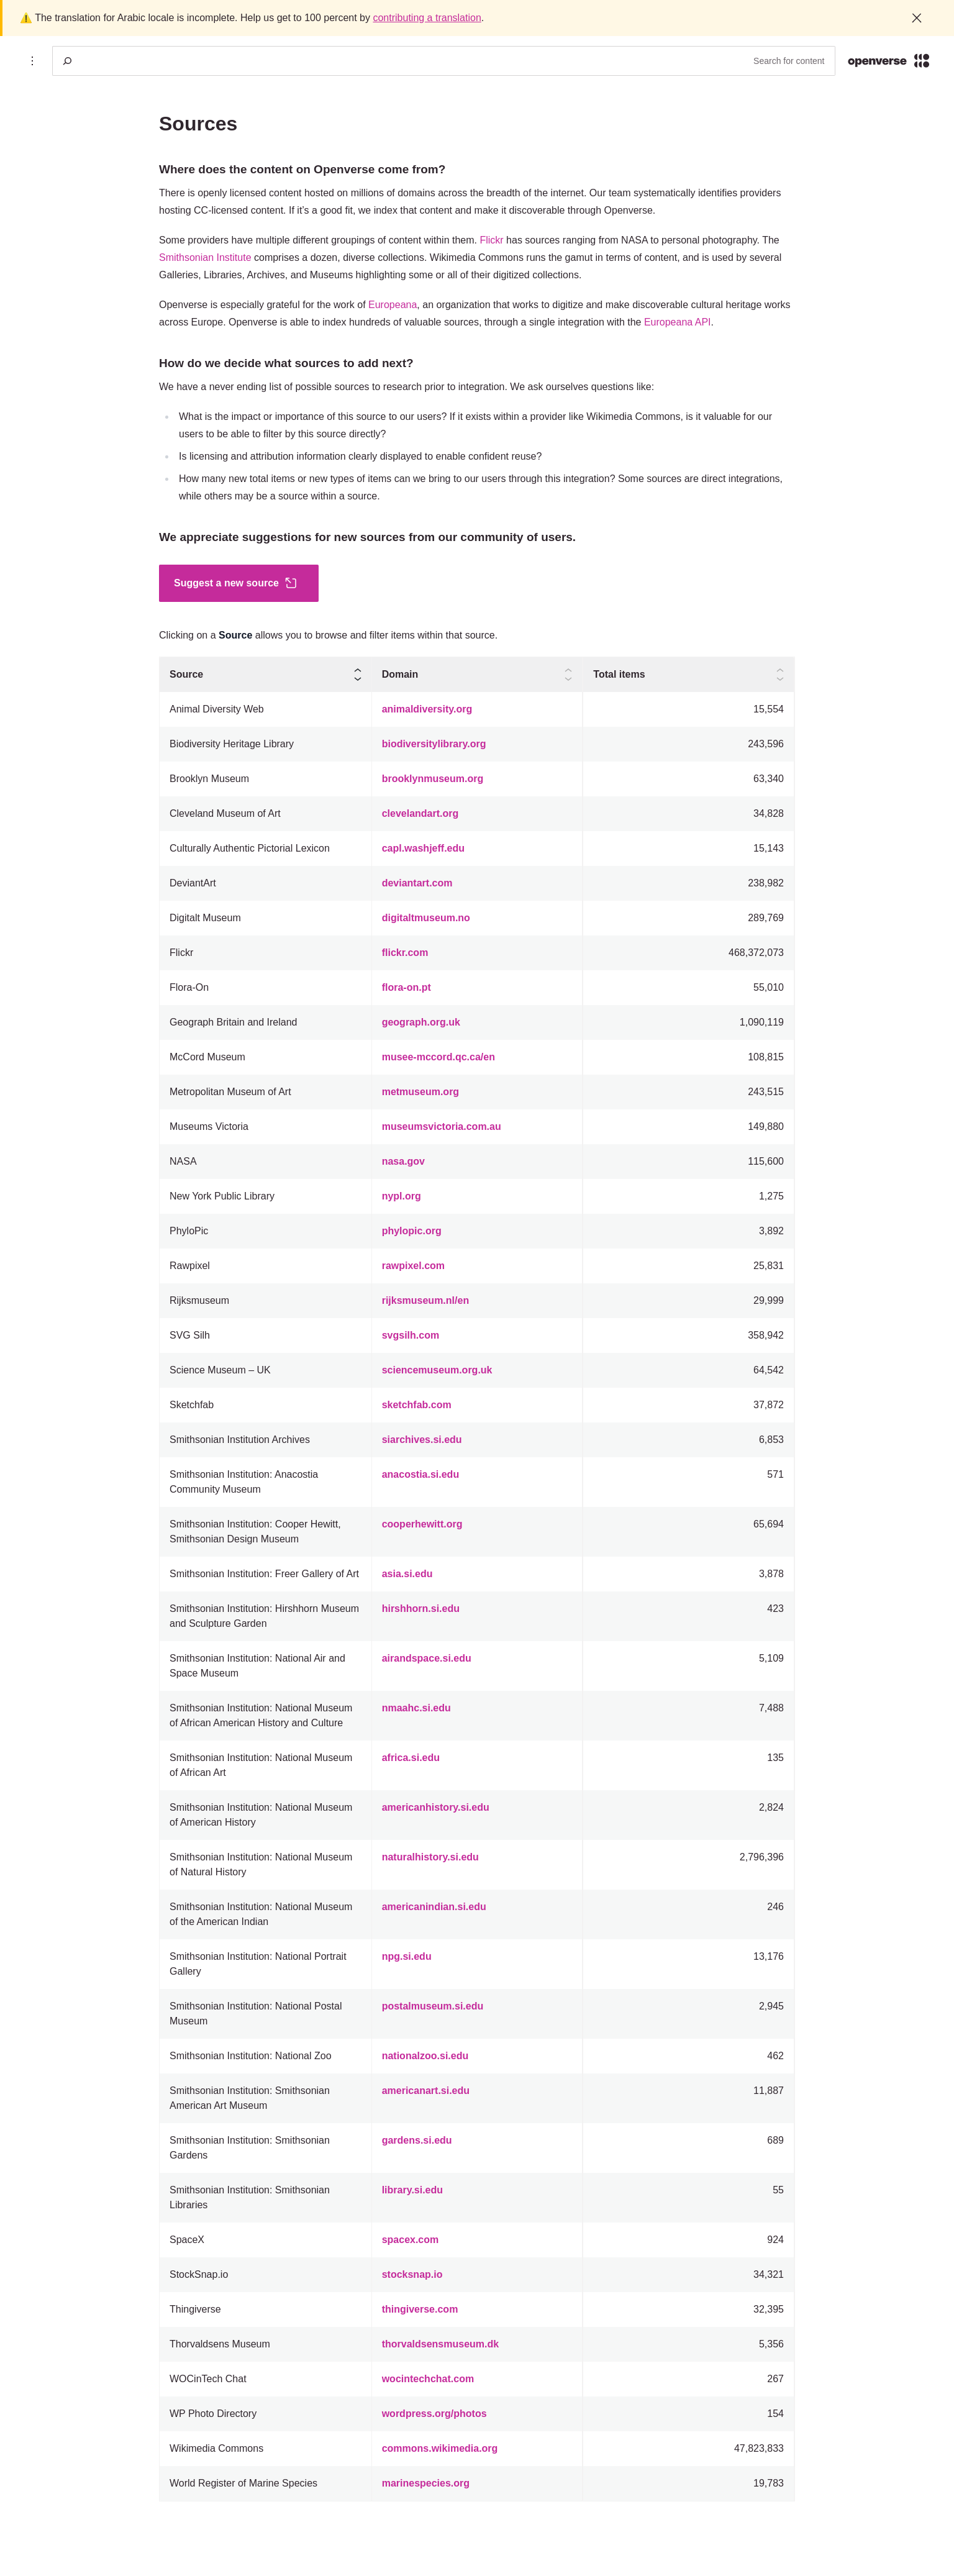 ⚠️ The translation for Arabic locale is incomplete. Help us get to 100 percent by contributing a translation.
Search for content
openverse
Sources
Where does the content on Openverse come from?
There is openly licensed content hosted on millions of domains across the breadth of the internet. Our team systematically identifies providers
hosting CC-licensed content. If it's a good fit, we index that content and make it discoverable through Openverse.
Some providers have multiple different groupings of content within them. Flickr has sources ranging from NASA to personal photography. The
Smithsonian Institute comprises a dozen, diverse collections. Wikimedia Commons runs the gamut in terms of content, and is used by several
Galleries, Libraries, Archives, and Museums highlighting some or all of their digitized collections.
Openverse is especially grateful for the work of Europeana, an organization that works to digitize and make discoverable cultural heritage works
across Europe. Openverse is able to index hundreds of valuable sources, through a single integration with the Europeana API.
How do we decide what sources to add next?
We have a never ending list of possible sources to research prior to integration. We ask ourselves questions like:
What is the impact or importance of this source to our users? If it exists within a provider like Wikimedia Commons, is it valuable for our
users to be able to filter by this source directly?
Is licensing and attribution information clearly displayed to enable confident reuse?
How many new total items or new types of items can we bring to our users through this integration? Some sources are direct integrations,
while others may be a source within a source.
We appreciate suggestions for new sources from our community of users.
Suggest a new source
Clicking on a Source allows you to browse and filter items within that source.
Source Domain Total items
Animal Diversity Web animaldiversity.org 15,554
Biodiversity Heritage Library biodiversitylibrary.org 243,596
Brooklyn Museum brooklynmuseum.org 63,340
Cleveland Museum of Art clevelandart.org 34,828
Culturally Authentic Pictorial Lexicon capl.washjeff.edu 15,143
DeviantArt deviantart.com 238,982
Digitalt Museum digitaltmuseum.no 289,769
Flickr flickr.com 468,372,073
Flora-On flora-on.pt 55,010
Geograph Britain and Ireland geograph.org.uk 1,090,119
McCord Museum musee-mccord.qc.ca/en 108,815
Metropolitan Museum of Art metmuseum.org 243,515
Museums Victoria museumsvictoria.com.au 149,880
NASA nasa.gov 115,600
New York Public Library nypl.org 1,275
PhyloPic phylopic.org 3,892
Rawpixel rawpixel.com 25,831
Rijksmuseum rijksmuseum.nl/en 29,999
SVG Silh svgsilh.com 358,942
Science Museum – UK sciencemuseum.org.uk 64,542
Sketchfab sketchfab.com 37,872
Smithsonian Institution Archives siarchives.si.edu 6,853
Smithsonian Institution: Anacostia anacostia.si.edu 571
Community Museum
Smithsonian Institution: Cooper Hewitt, cooperhewitt.org 65,694
Smithsonian Design Museum
Smithsonian Institution: Freer Gallery of Art asia.si.edu 3,878
Smithsonian Institution: Hirshhorn Museum hirshhorn.si.edu 423
and Sculpture Garden
Smithsonian Institution: National Air and airandspace.si.edu 5,109
Space Museum
Smithsonian Institution: National Museum nmaahc.si.edu 7,488
of African American History and Culture
Smithsonian Institution: National Museum africa.si.edu 135
of African Art
Smithsonian Institution: National Museum americanhistory.si.edu 2,824
of American History
Smithsonian Institution: National Museum naturalhistory.si.edu 2,796,396
of Natural History
Smithsonian Institution: National Museum americanindian.si.edu 246
of the American Indian
Smithsonian Institution: National Portrait npg.si.edu 13,176
Gallery
Smithsonian Institution: National Postal postalmuseum.si.edu 2,945
Museum
Smithsonian Institution: National Zoo nationalzoo.si.edu 462
Smithsonian Institution: Smithsonian americanart.si.edu 11,887
American Art Museum
Smithsonian Institution: Smithsonian gardens.si.edu 689
Gardens
Smithsonian Institution: Smithsonian library.si.edu 55
Libraries
SpaceX spacex.com 924
StockSnap.io stocksnap.io 34,321
Thingiverse thingiverse.com 32,395
Thorvaldsens Museum thorvaldsensmuseum.dk 5,356
WOCinTech Chat wocintechchat.com 267
WP Photo Directory wordpress.org/photos 154
Wikimedia Commons commons.wikimedia.org 47,823,833
World Register of Marine Species marinespecies.org 19,783